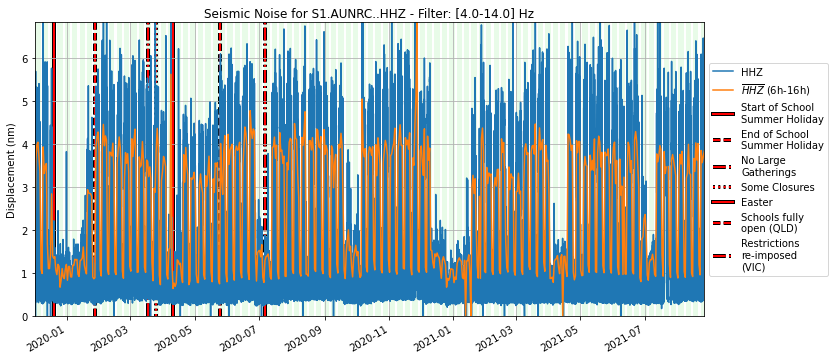 Seismic Noise for S1.AUNRC..HHZ - Filter: [4.0-14.0] Hz
Displacement (nm)
6
5
4
3
2
1
0
2020-01
2020-03
2020-05
2020-07
2020-09
2020-11
2021-01
2021-03
2021-05
2021-07
HHZ
HHZ (6h-16h)
Start of School
Summer Holiday
End of School
Summer Holiday
No Large
Gatherings
Some Closures
Easter
Schools fully
open (QLD)
Restrictions
re-imposed
(VIC)